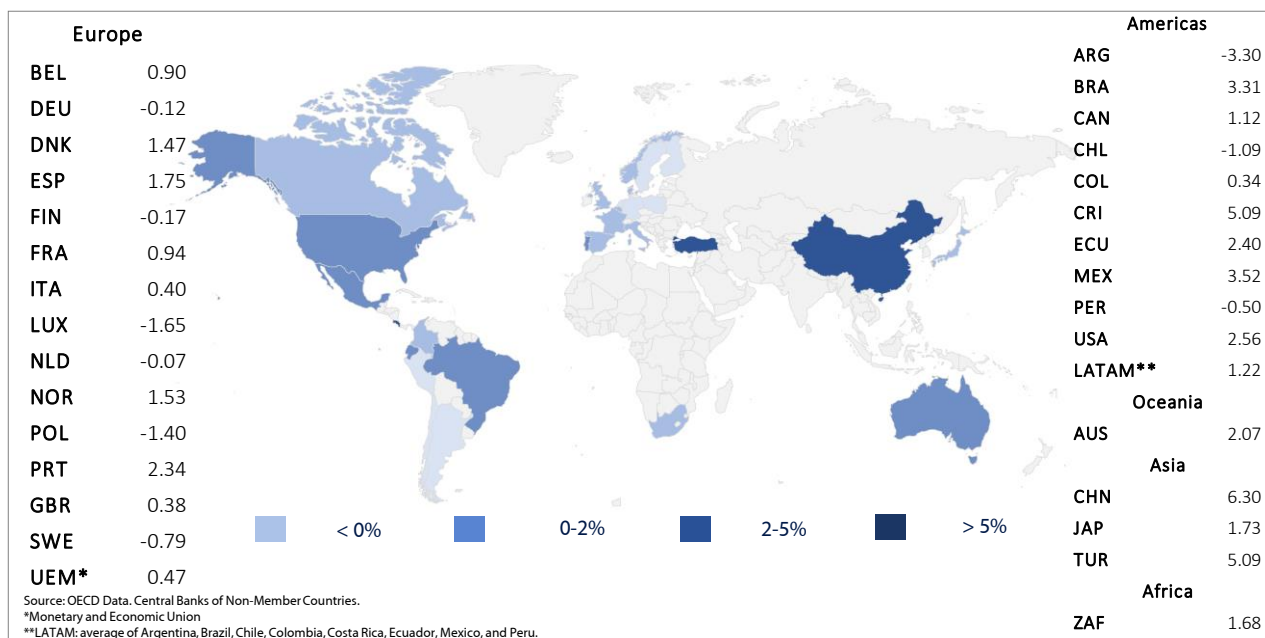 Europe
BEL 0.90
DEU -0.12
DNK 1.47
ESP 1.75
FIN -0.17
FRA 0.94
ITA 0.40
LUX -1.65
NLD -0.07
NOR 1.53
POL -1.40
PRT 2.34
GBR 0.38
SWE -0.79
UEM* 0.47
< 0%
0-2%
2-5%
> 5%
Americas
ARG -3.30
BRA 3.31
CAN 1.12
CHL -1.09
COL 0.34
CRI 5.09
ECU 2.40
MEX 3.52
PER -0.50
USA 2.56
LATAM** 1.22
Oceania
AUS 2.07
Asia
CHN 6.30
JAP 1.73
TUR 5.09
Africa
ZAF 1.68
Source: OECD Data. Central Banks of Non-Member Countries.
*Monetary and Economic Union
**LATAM: average of Argentina, Brazil, Chile, Colombia, Costa Rica, Ecuador, Mexico, and Peru.